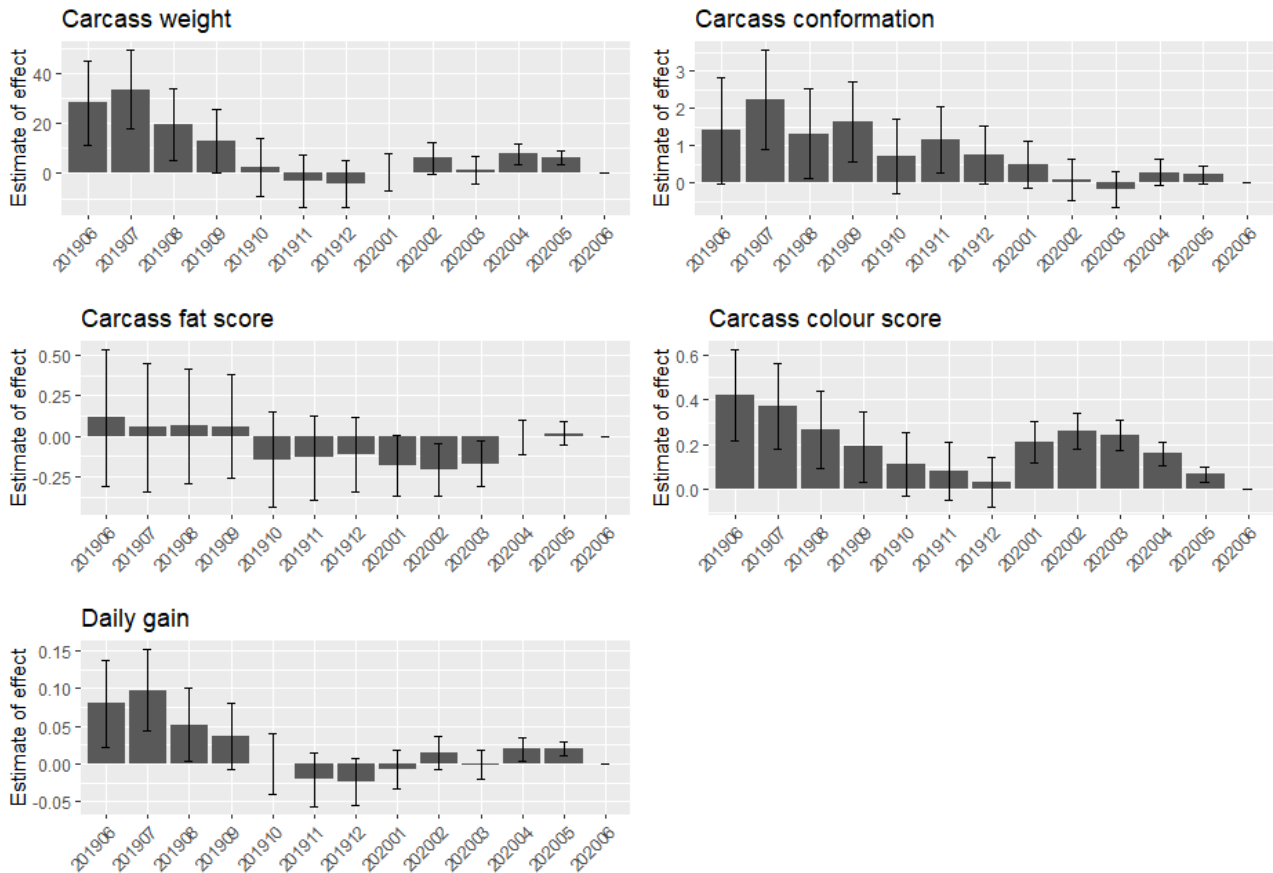 Carcass weight
Estimate of effect
40
20
0
201906 201907 201908 201909 201910 201911 201912 202001 202002 202003 202004 202005 202006
Carcass conformation
Estimate of effect
3
2
1
0
201906 201907 201908 201909 201910 201911 201912 202001 202002 202003 202004 202005 202006
Carcass fat score
Estimate of effect
0.50
0.25
0.00
-0.25
201906 201907 201908 201909 201910 201911 201912 202001 202002 202003 202004 202005 202006
Carcass colour score
Estimate of effect
0.6
0.4
0.2
0.0
201906 201907 201908 201909 201910 201911 201912 202001 202002 202003 202004 202005 202006
Daily gain
Estimate of effect
0.15
0.10
0.05
0.00
-0.05
201906 201907 201908 201909 201910 201911 201912 202001 202002 202003 202004 202005 202006